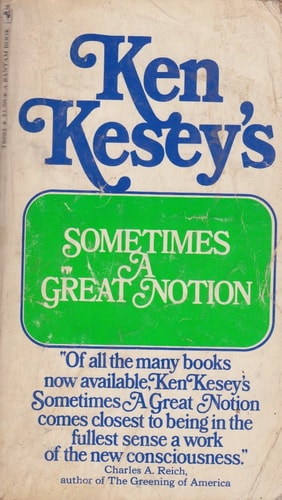 Ken
Kesey's
SOMETIMES
A
GREAT NOTION
"Of all the many books
now available, Ken Kesey's
Sometimes A Great Notion
comes closest to being in the
fullest sense a work
of the new consciousness."
Charles A. Reich,
author of The Greening of America
A BANTAM BOOK